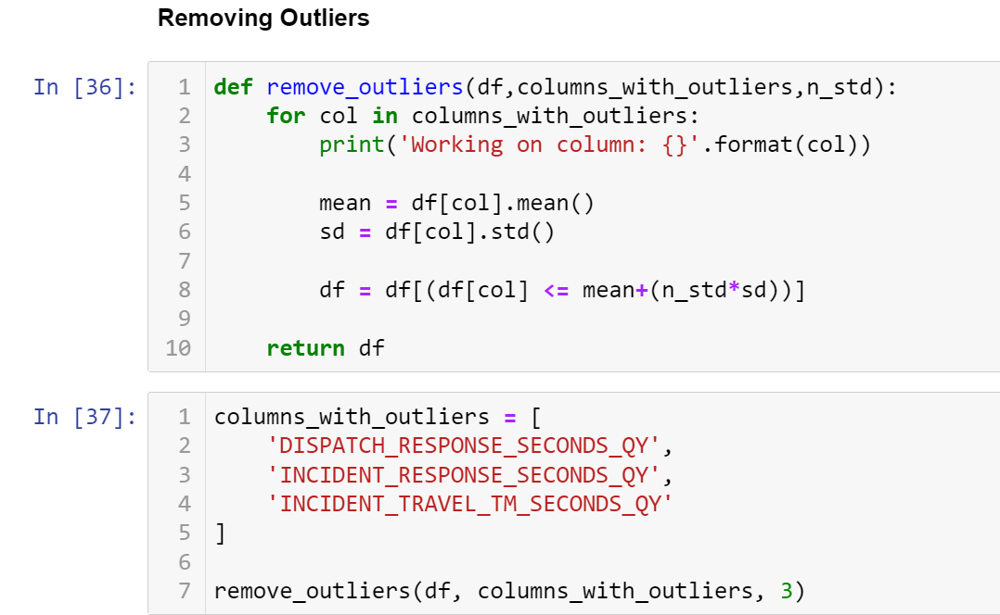 Removing Outliers
In [36]:
1 def remove_outliers(df,columns_with_outliers,n_std):
2     for col in columns_with_outliers:
3         print('Working on column: {}'.format(col))
4
5         mean = df[col].mean()
6         sd = df[col].std()
7
8         df = df[(df[col] <= mean+(n_std*sd))]
9
10     return df
In [37]:
1 columns_with_outliers = [
2     'DISPATCH_RESPONSE_SECONDS_QY',
3     'INCIDENT_RESPONSE_SECONDS_QY',
4     'INCIDENT_TRAVEL_TM_SECONDS_QY'
5 ]
6
7 remove_outliers(df, columns_with_outliers, 3)